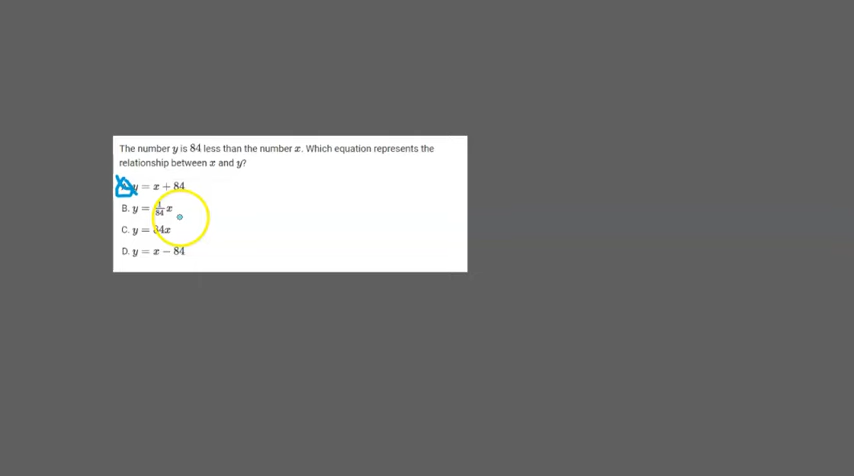 The number y is 84 less than the number x. Which equation represents the
relationship between x and y?
y = x + 84
B. y = 1/84 x
C. y = 84x
D. y = x − 84